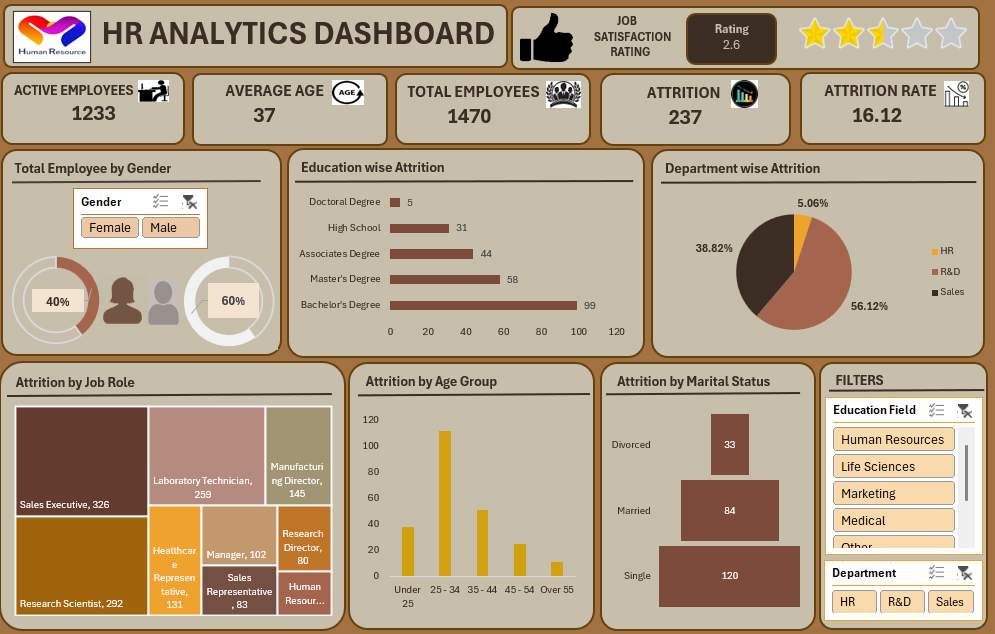 Human Resource
HR ANALYTICS DASHBOARD
JOB
SATISFACTION
RATING
Rating
2.6
ACTIVE EMPLOYEES
1233
AVERAGE AGE
AGE
37
TOTAL EMPLOYEES
1470
ATTRITION
237
ATTRITION RATE
%
16.12
Total Employee by Gender
Gender
Female
Male
40%
60%
Education wise Attrition
Doctoral Degree
5
High School
31
Associates Degree
44
Master's Degree
58
Bachelor's Degree
99
0 20 40 60 80 100 120
Department wise Attrition
5.06%
38.82%
56.12%
HR
R&D
Sales
Attrition by Job Role
Sales Executive, 326
Research Scientist, 292
Laboratory Technician,
259
Manufacturi
ng Director,
145
Healthcar
e
Represen
tative,
131
Manager, 102
Research
Director,
80
Sales
Representative
, 83
Human
Resour...
Attrition by Age Group
120
100
80
60
40
20
0
Under
25
25 - 34
35 - 44
45 - 54
Over 55
Attrition by Marital Status
Divorced
33
Married
84
Single
120
FILTERS
Education Field
Human Resources
Life Sciences
Marketing
Medical
Other
Department
HR
R&D
Sales